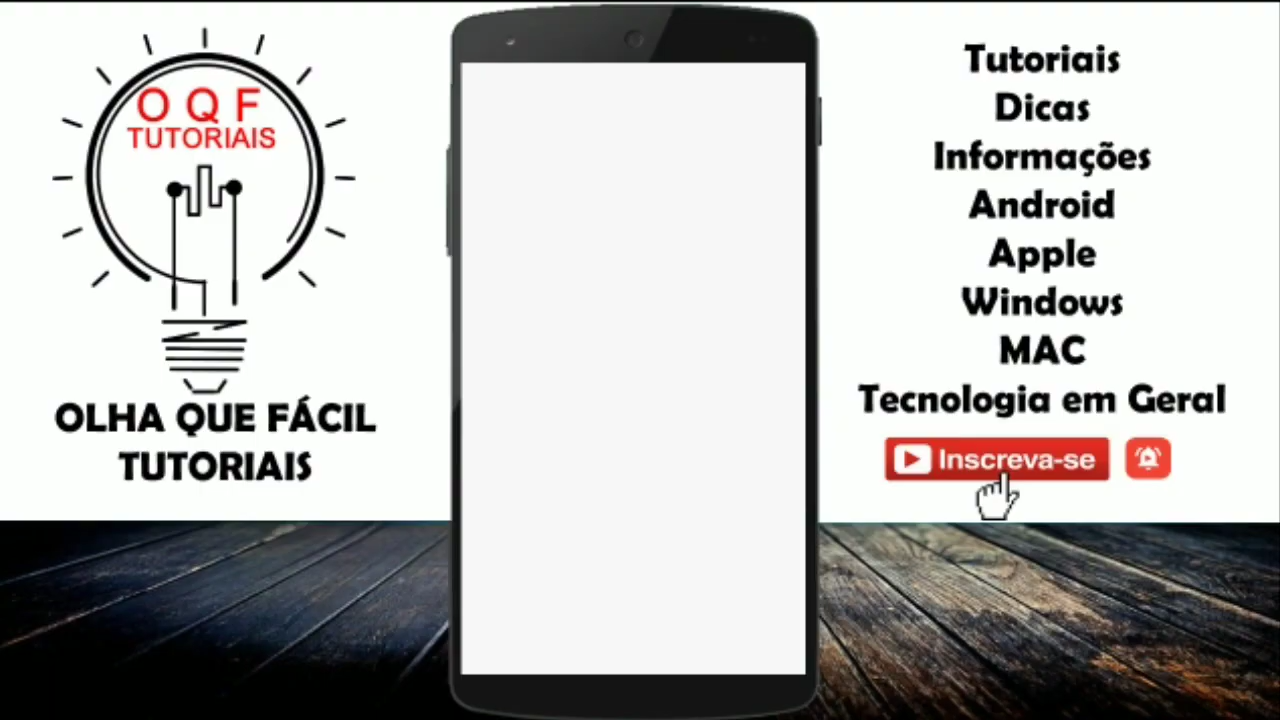 O Q F
TUTORIAIS
OLHA QUE FÁCIL
TUTORIAIS
Tutoriais
Dicas
Informações
Android
Apple
Windows
MAC
Tecnologia em Geral
Inscreva-se